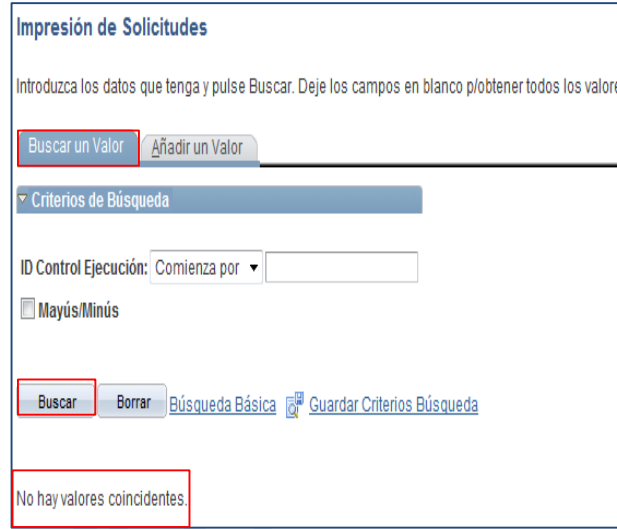 Impresión de Solicitudes
Introduzca los datos que tenga y pulse Buscar. Deje los campos en blanco p/obtener todos los valore
Buscar un Valor Añadir un Valor
Criterios de Búsqueda
ID Control Ejecución: Comienza por
Mayús/Minús
Buscar Borrar Búsqueda Básica Guardar Criterios Búsqueda
No hay valores coincidentes.